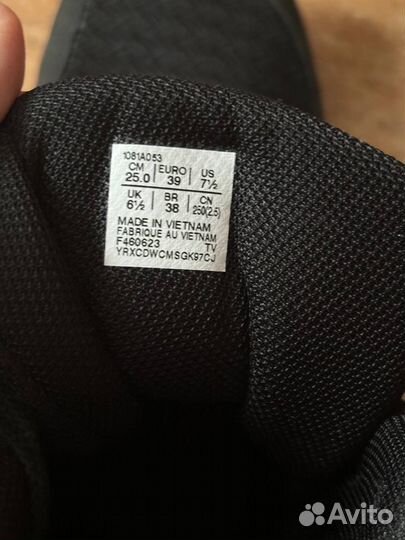 1081A053
CM EURO US
25.0 39 7½
UK BR CN
6½ 38 250(2.5)
MADE IN VIETNAM
FABRIQUE AU VIETNAM
F460623 TV
YRXCDWCMSGK97CJ
Avito